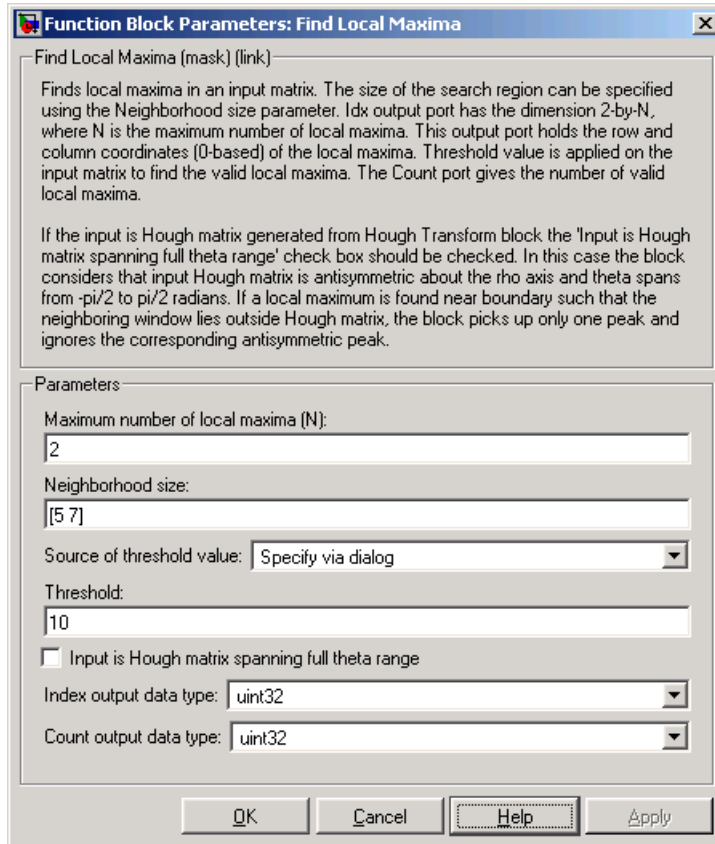 Function Block Parameters: Find Local Maxima
Find Local Maxima (mask) (link)
Finds local maxima in an input matrix. The size of the search region can be specified
using the Neighborhood size parameter. Idx output port has the dimension 2-by-N,
where N is the maximum number of local maxima. This output port holds the row and
column coordinates (0-based) of the local maxima. Threshold value is applied on the
input matrix to find the valid local maxima. The Count port gives the number of valid
local maxima.
If the input is Hough matrix generated from Hough Transform block the 'Input is Hough
matrix spanning full theta range' check box should be checked. In this case the block
considers that input Hough matrix is antisymmetric about the rho axis and theta spans
from -pi/2 to pi/2 radians. If a local maximum is found near boundary such that the
neighboring window lies outside Hough matrix, the block picks up only one peak and
ignores the corresponding antisymmetric peak.
Parameters
Maximum number of local maxima (N):
2
Neighborhood size:
[5 7]
Source of threshold value: Specify via dialog
Threshold:
10
Input is Hough matrix spanning full theta range
Index output data type: uint32
Count output data type: uint32
OK Cancel Help Apply